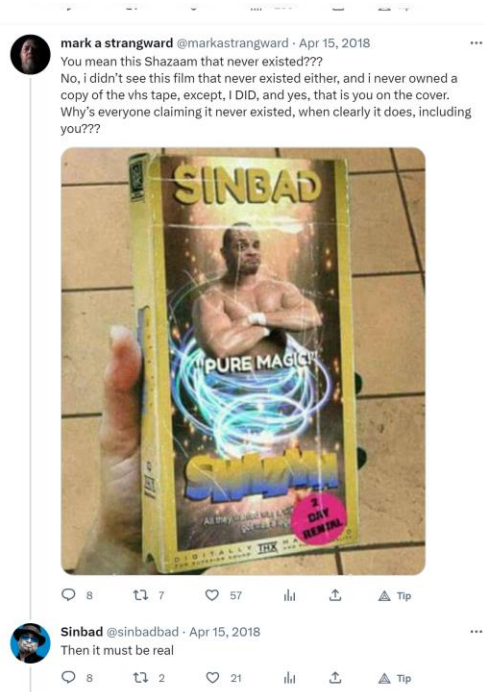 mark a strangward @markastrangward · Apr 15, 2018
You mean this Shazaam that never existed???
No, i didn't see this film that never existed either, and i never owned a
copy of the vhs tape, except, I DID, and yes, that is you on the cover.
Why's everyone claiming it never existed, when clearly it does, including
you???
SINBAD
"PURE MAGIC!"
SHAZAAM
All they
2
DAY
RENTAL
DIGITALLY THX
8 7 57 Tip
Sinbad @sinbadbad · Apr 15, 2018
Then it must be real
8 2 21 Tip